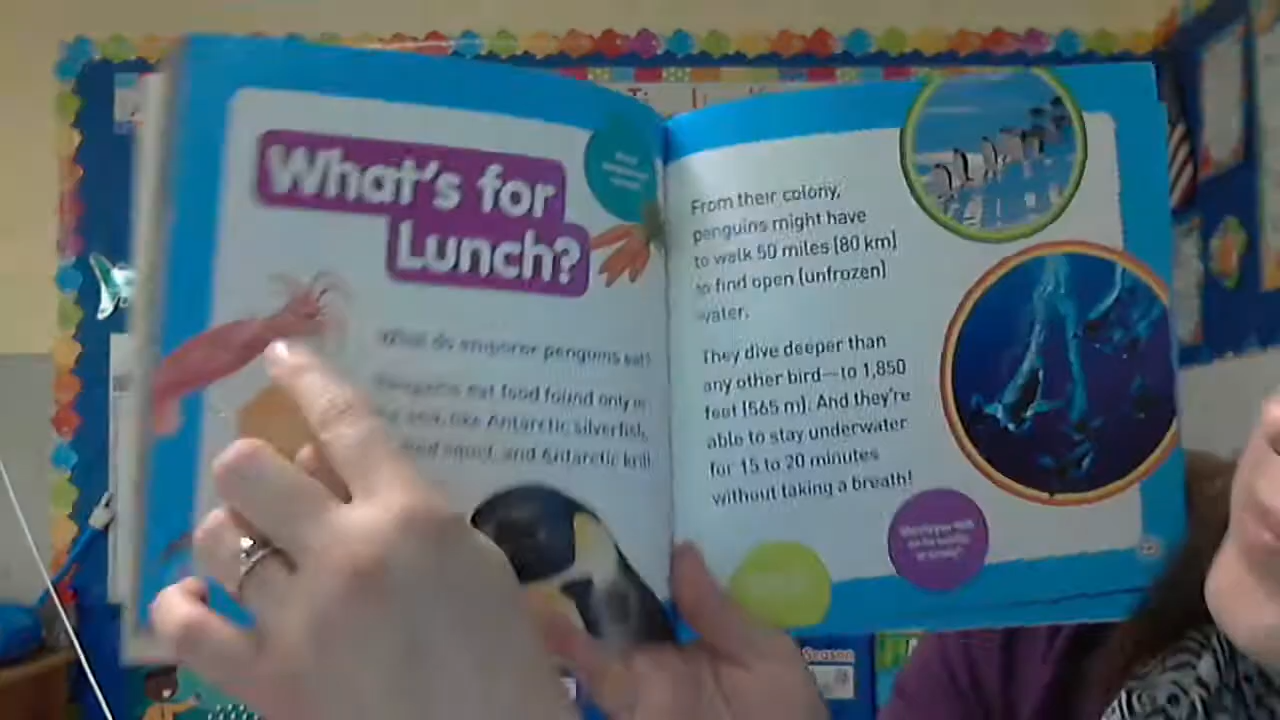 What's for
Lunch?
What do emperor penguins eat?
Penguins eat food found only in
the sea, like Antarctic silverfish,
squid, and Antarctic krill
From their colony,
penguins might have
to walk 50 miles (80 km)
to find open (unfrozen)
water.
They dive deeper than
any other bird—to 1,850
feet (565 m). And they're
able to stay underwater
for 15 to 20 minutes
without taking a breath!
Season